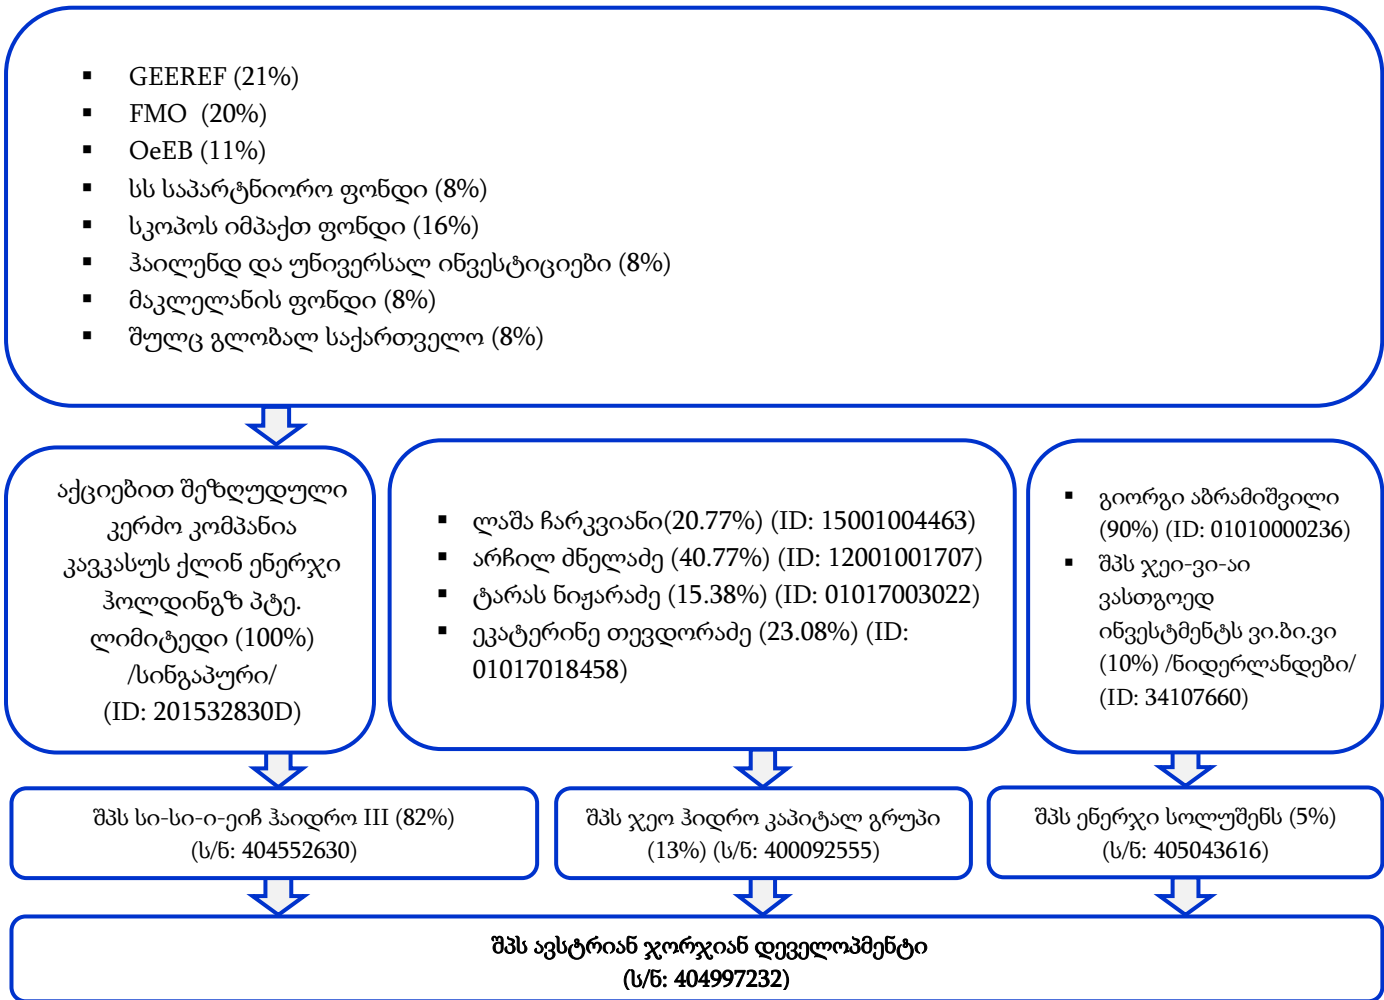 ▪ GEEREF (21%)
▪ FMO (20%)
▪ OeEB (11%)
▪ სს საპარტნიორო ფონდი (8%)
▪ სკოპოს იმპაქთ ფონდი (16%)
▪ ჰაილენდ და უნივერსალ ინვესტიციები (8%)
▪ მაკლელანის ფონდი (8%)
▪ შულც გლობალ საქართველო (8%)
აქციებით შეზღუდული
კერძო კომპანია
კავკასუს ქლინ ენერჯი
ჰოლდინგზ პტე.
ლიმიტედი (100%)
/სინგაპური/
(ID: 201532830D)
▪ ლაშა ჩარკვიანი(20.77%) (ID: 15001004463)
▪ არჩილ ძნელაძე (40.77%) (ID: 12001001707)
▪ ტარას ნიჟარაძე (15.38%) (ID: 01017003022)
▪ ეკატერინე თევდორაძე (23.08%) (ID:
01017018458)
▪ გიორგი აბრამიშვილი
(90%) (ID: 01010000236)
▪ შპს ჯეი-ვი-აი
ვასთგოედ
ინვესტმენტს ვი.ბი.ვი
(10%) /ნიდერლანდები/
(ID: 34107660)
შპს სი-სი-ი-ეიჩ ჰაიდრო III (82%)
(ს/ნ: 404552630)
შპს ჯეო ჰიდრო კაპიტალ გრუპი
(13%) (ს/ნ: 400092555)
შპს ენერჯი სოლუშენს (5%)
(ს/ნ: 405043616)
შპს ავსტრიან ჯორჯიან დეველოპმენტი
(ს/ნ: 404997232)